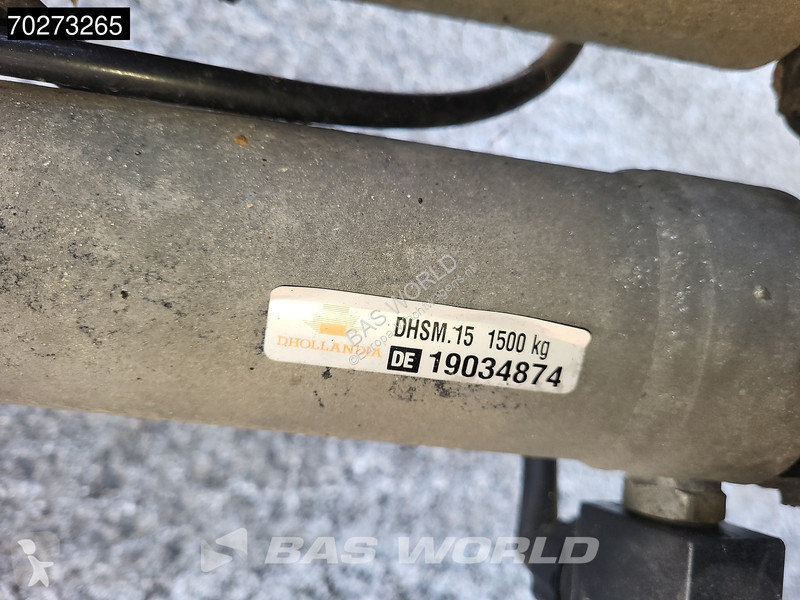 70273265
DHOLLANDIA
DHSM.15 1500 kg
DE 19034874
BAS WORLD
BAS WORLD